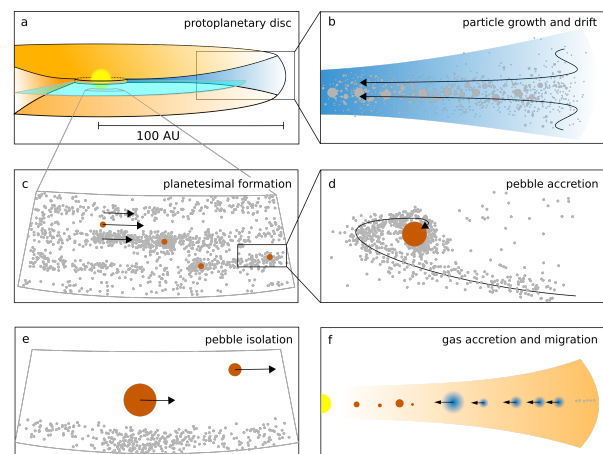 a
protoplanetary disc
100 AU
b
particle growth and drift
c
planetesimal formation
d
pebble accretion
e
pebble isolation
f
gas accretion and migration